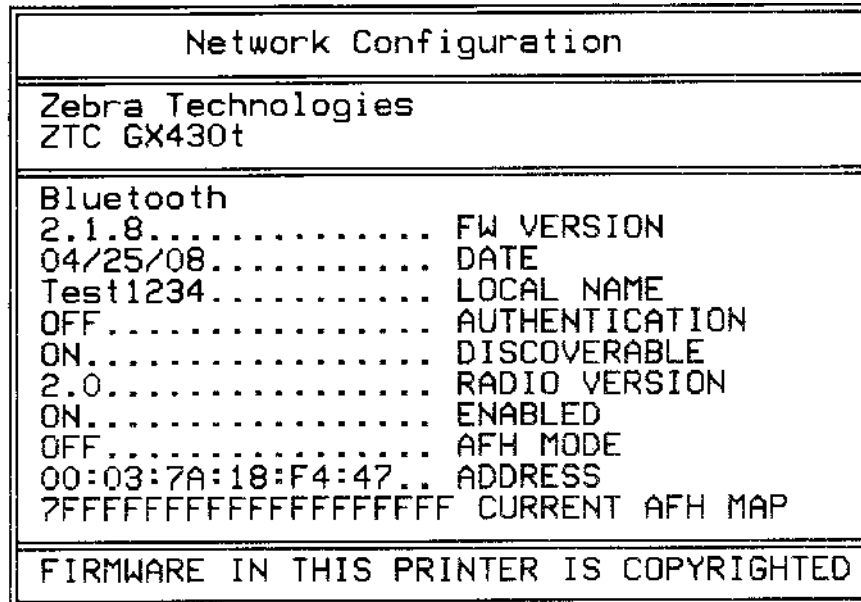 Network Configuration
Zebra Technologies
ZTC GX430t
Bluetooth
2.1.8.............. FW VERSION
04/25/08........... DATE
Test1234........... LOCAL NAME
OFF................ AUTHENTICATION
ON................. DISCOVERABLE
2.0................ RADIO VERSION
ON................. ENABLED
OFF................ AFH MODE
00:03:7A:18:F4:47.. ADDRESS
7FFFFFFFFFFFFFFFFFFF CURRENT AFH MAP
FIRMWARE IN THIS PRINTER IS COPYRIGHTED